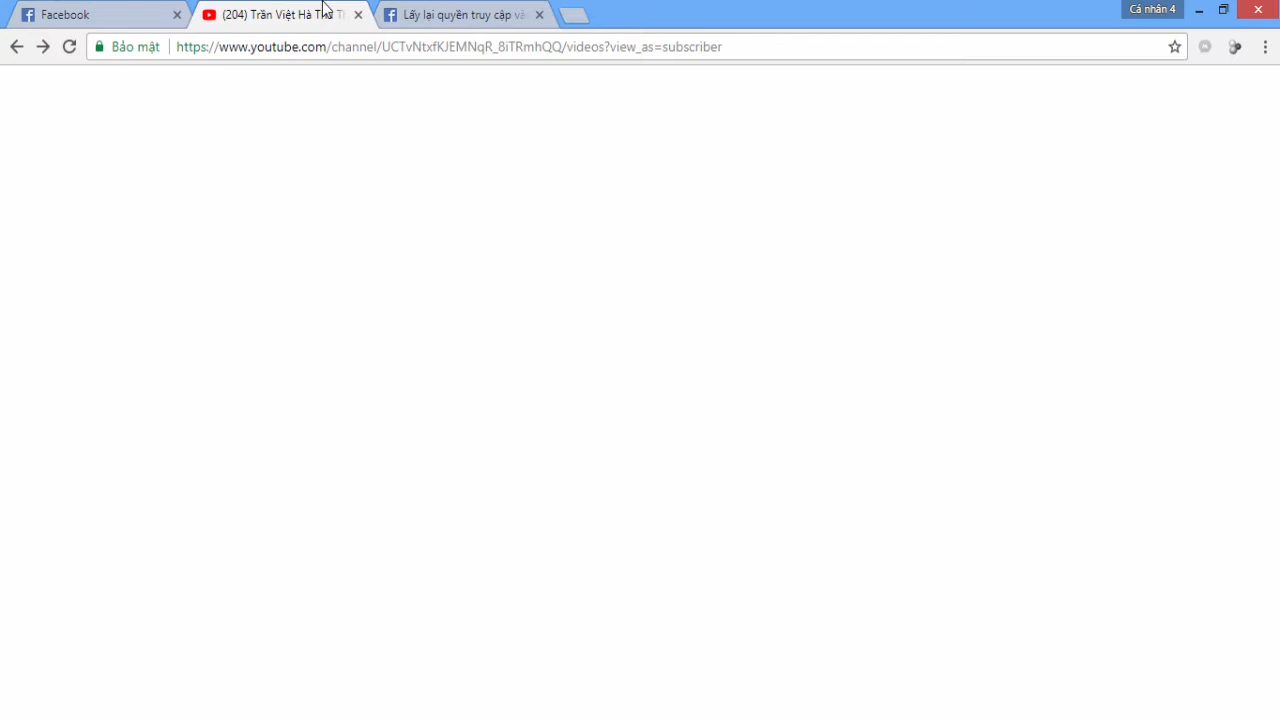 Facebook
(204) Trần Việt Hà
Lấy lại quyền truy cập và
Cá nhân 4
Bảo mật
https://www.youtube.com/channel/UCTvNtxfKJEMNqR_8iTRmhQQ/videos?view_as=subscriber